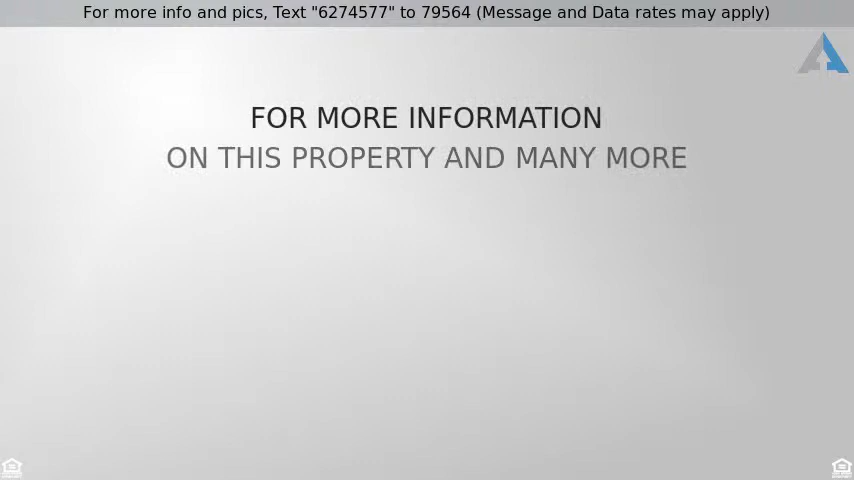 For more info and pics, Text "6274577" to 79564 (Message and Data rates may apply)
FOR MORE INFORMATION
ON THIS PROPERTY AND MANY MORE